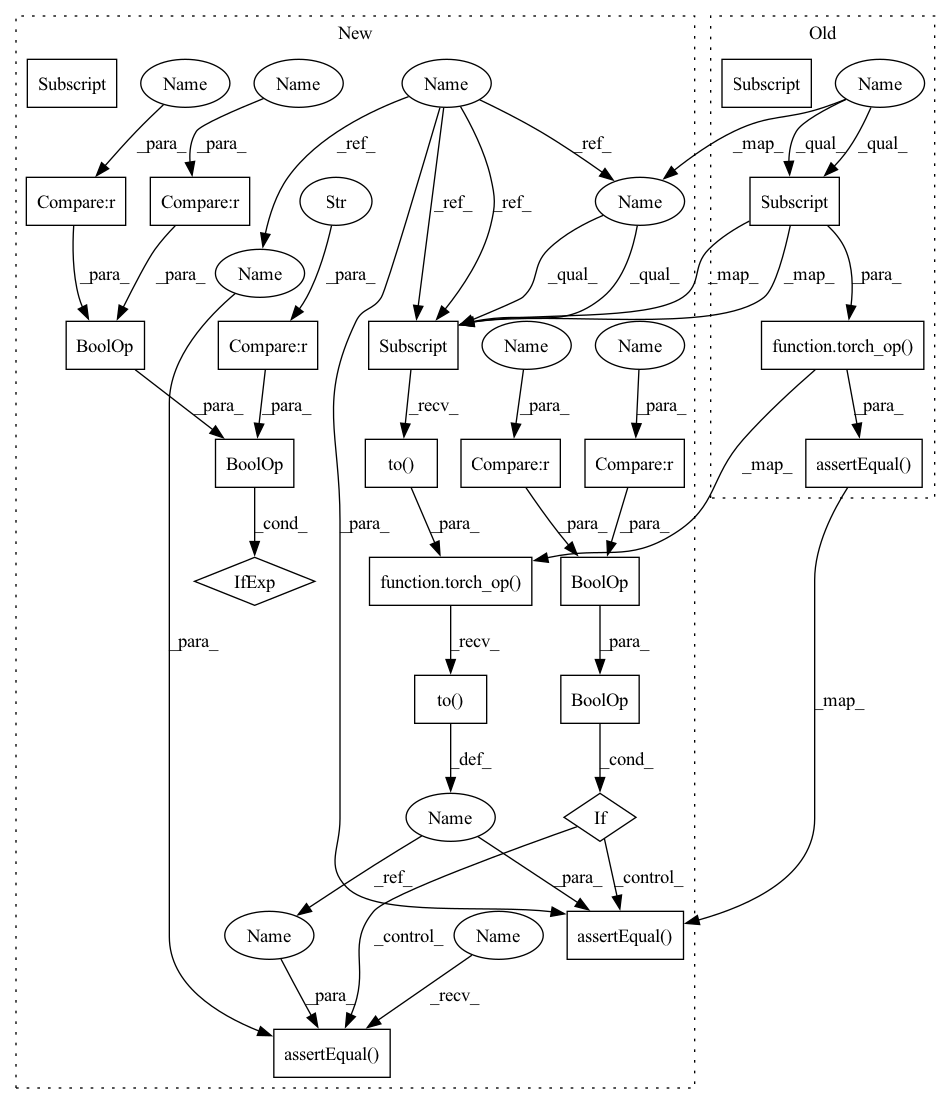 New
Old
Subscript
Name
Name
Name
Subscript
Name
_para_
_para_
_ref_
_ref_
_map_
_qual_
_qual_
Compare:r
Compare:r
Str
_ref_
_ref_
Name
Subscript
Name
_para_
_para_
_para_
_qual_
_qual_
_map_
_map_
_para_
BoolOp
Compare:r
Subscript
Name
Name
function.torch_op()
_para_
_para_
_recv_
_para_
_para_
_para_
BoolOp
to()
Compare:r
Compare:r
_map_
assertEqual()
_cond_
_para_
_para_
_para_
_para_
IfExp
function.torch_op()
BoolOp
_para_
_recv_
_para_
to()
BoolOp
_map_
_def_
_cond_
Name
If
_ref_
_para_
_control_
Name
_control_
Name
assertEqual()
_para_
_recv_
assertEqual()